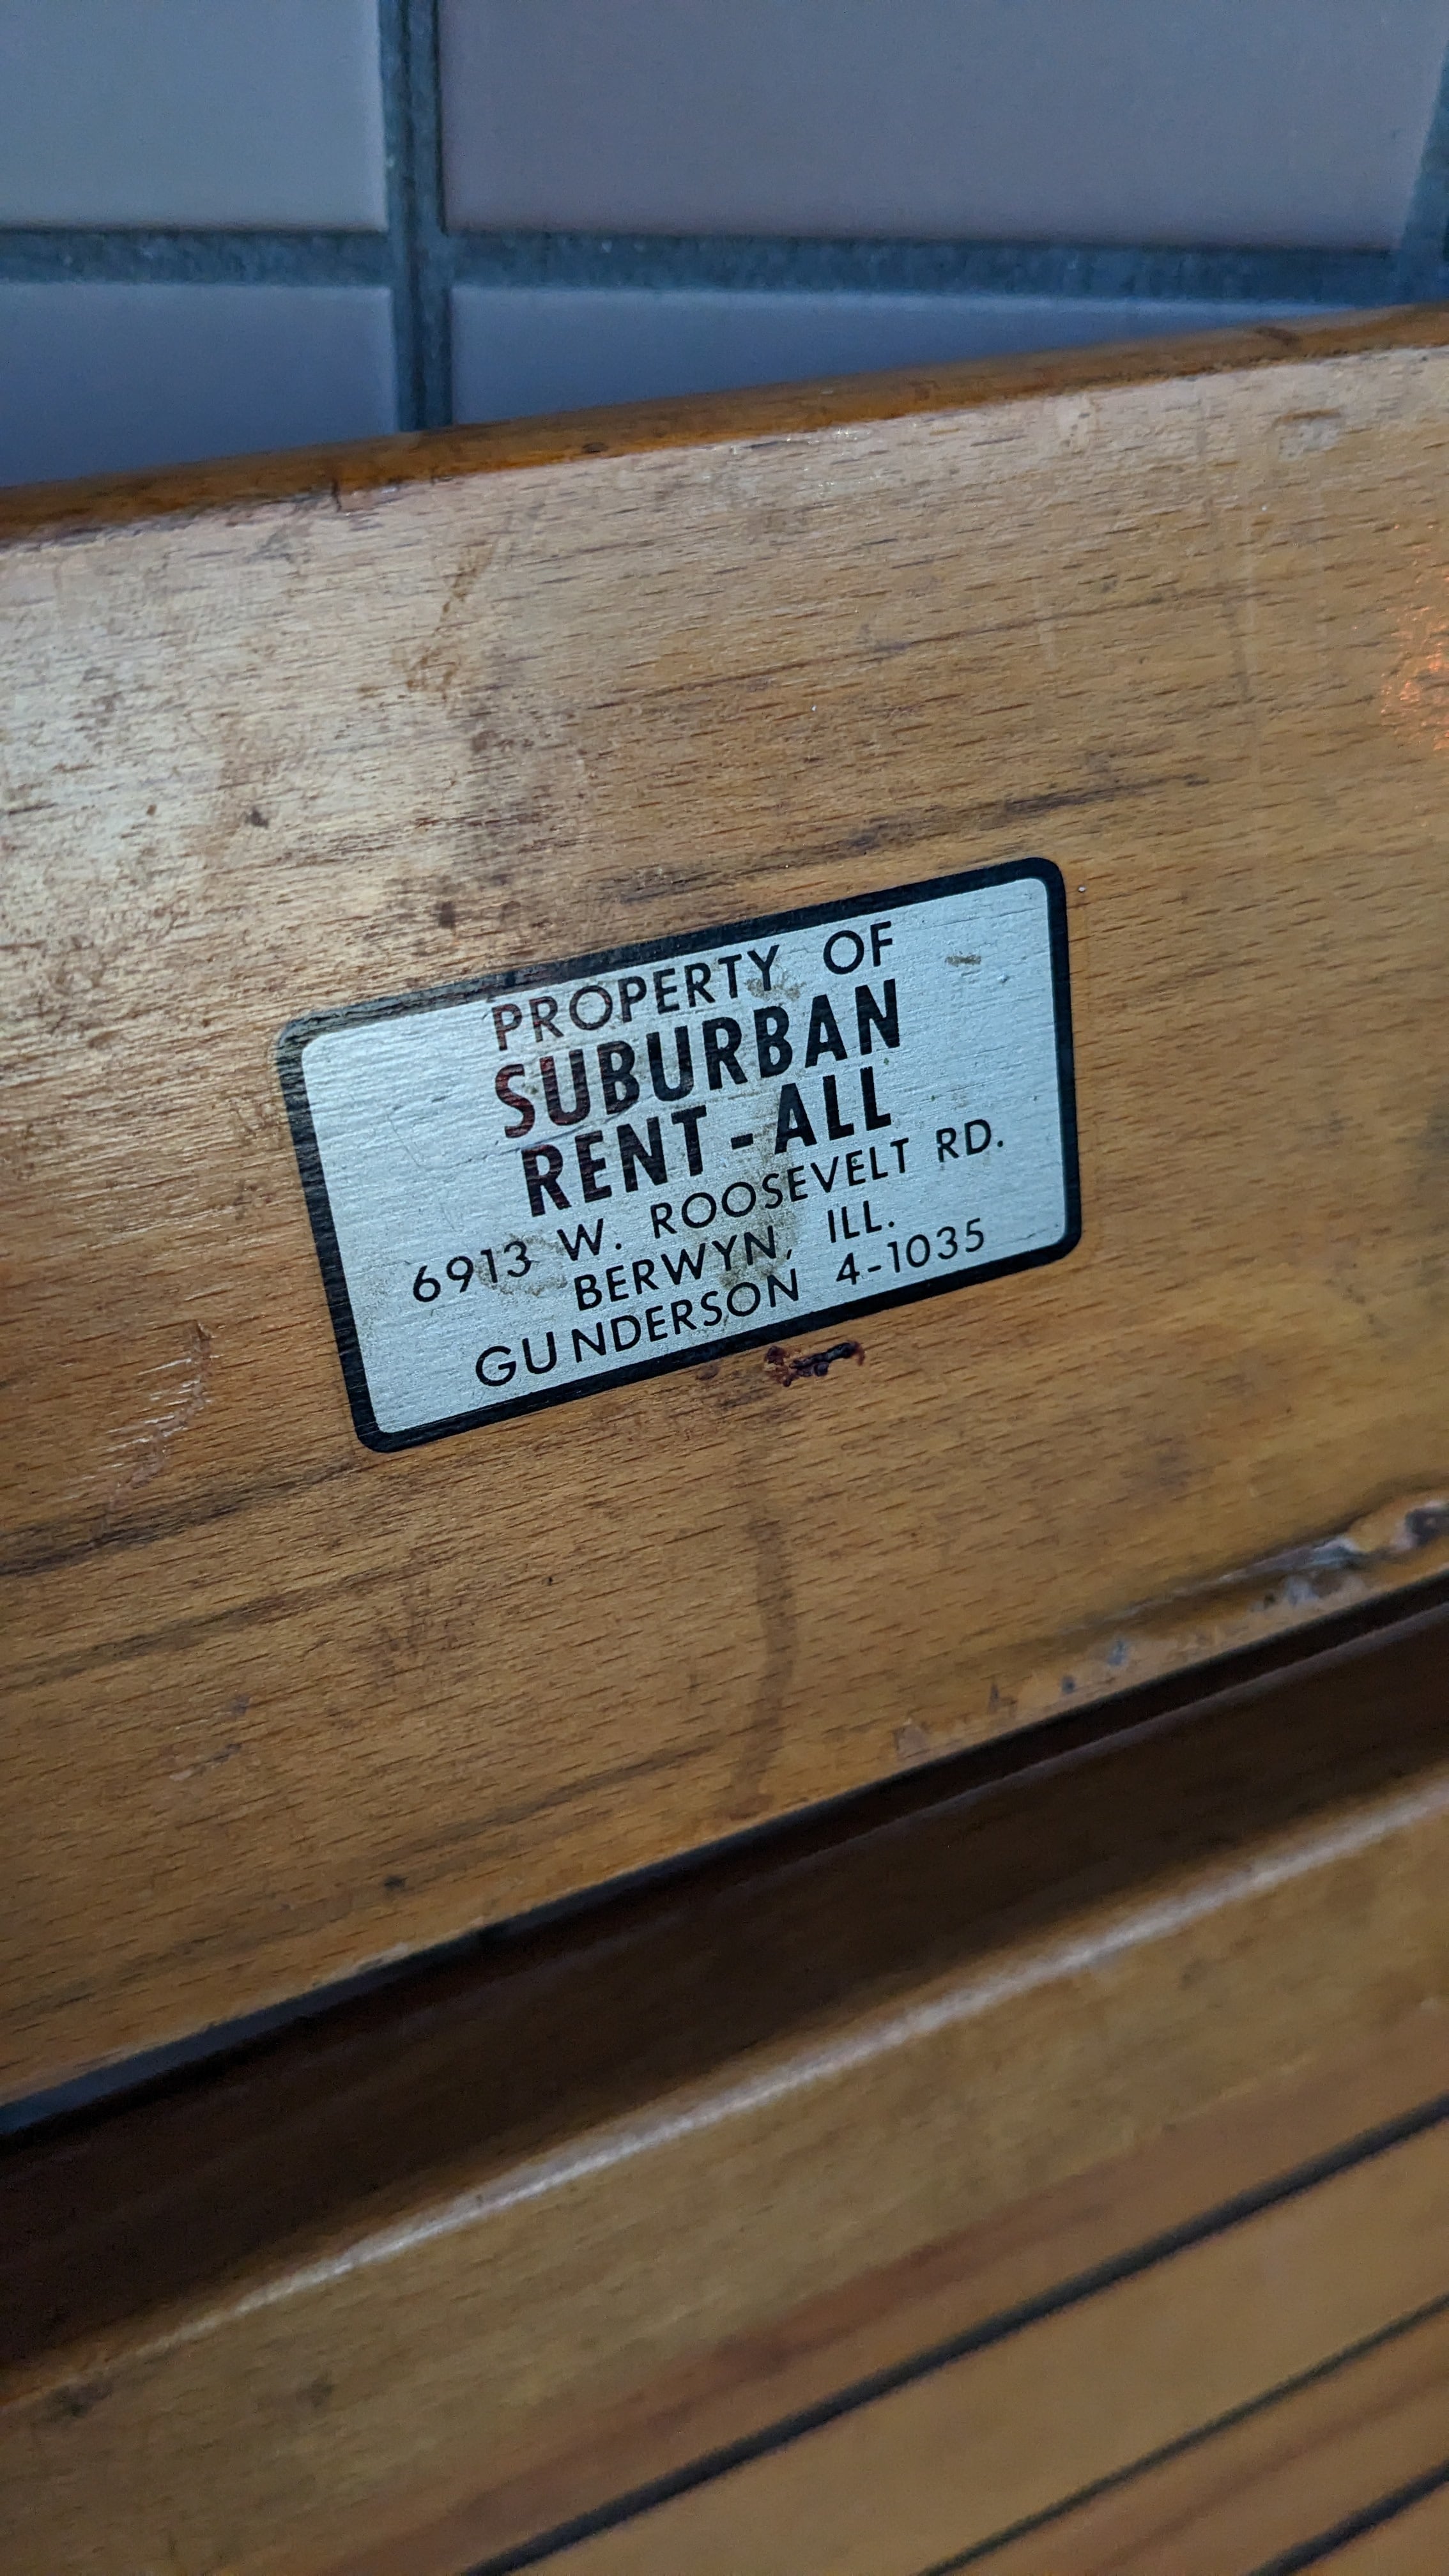 PROPERTY OF
SUBURBAN
RENT-ALL
6913 W. ROOSEVELT RD.
BERWYN, ILL.
GUNDERSON 4-1035